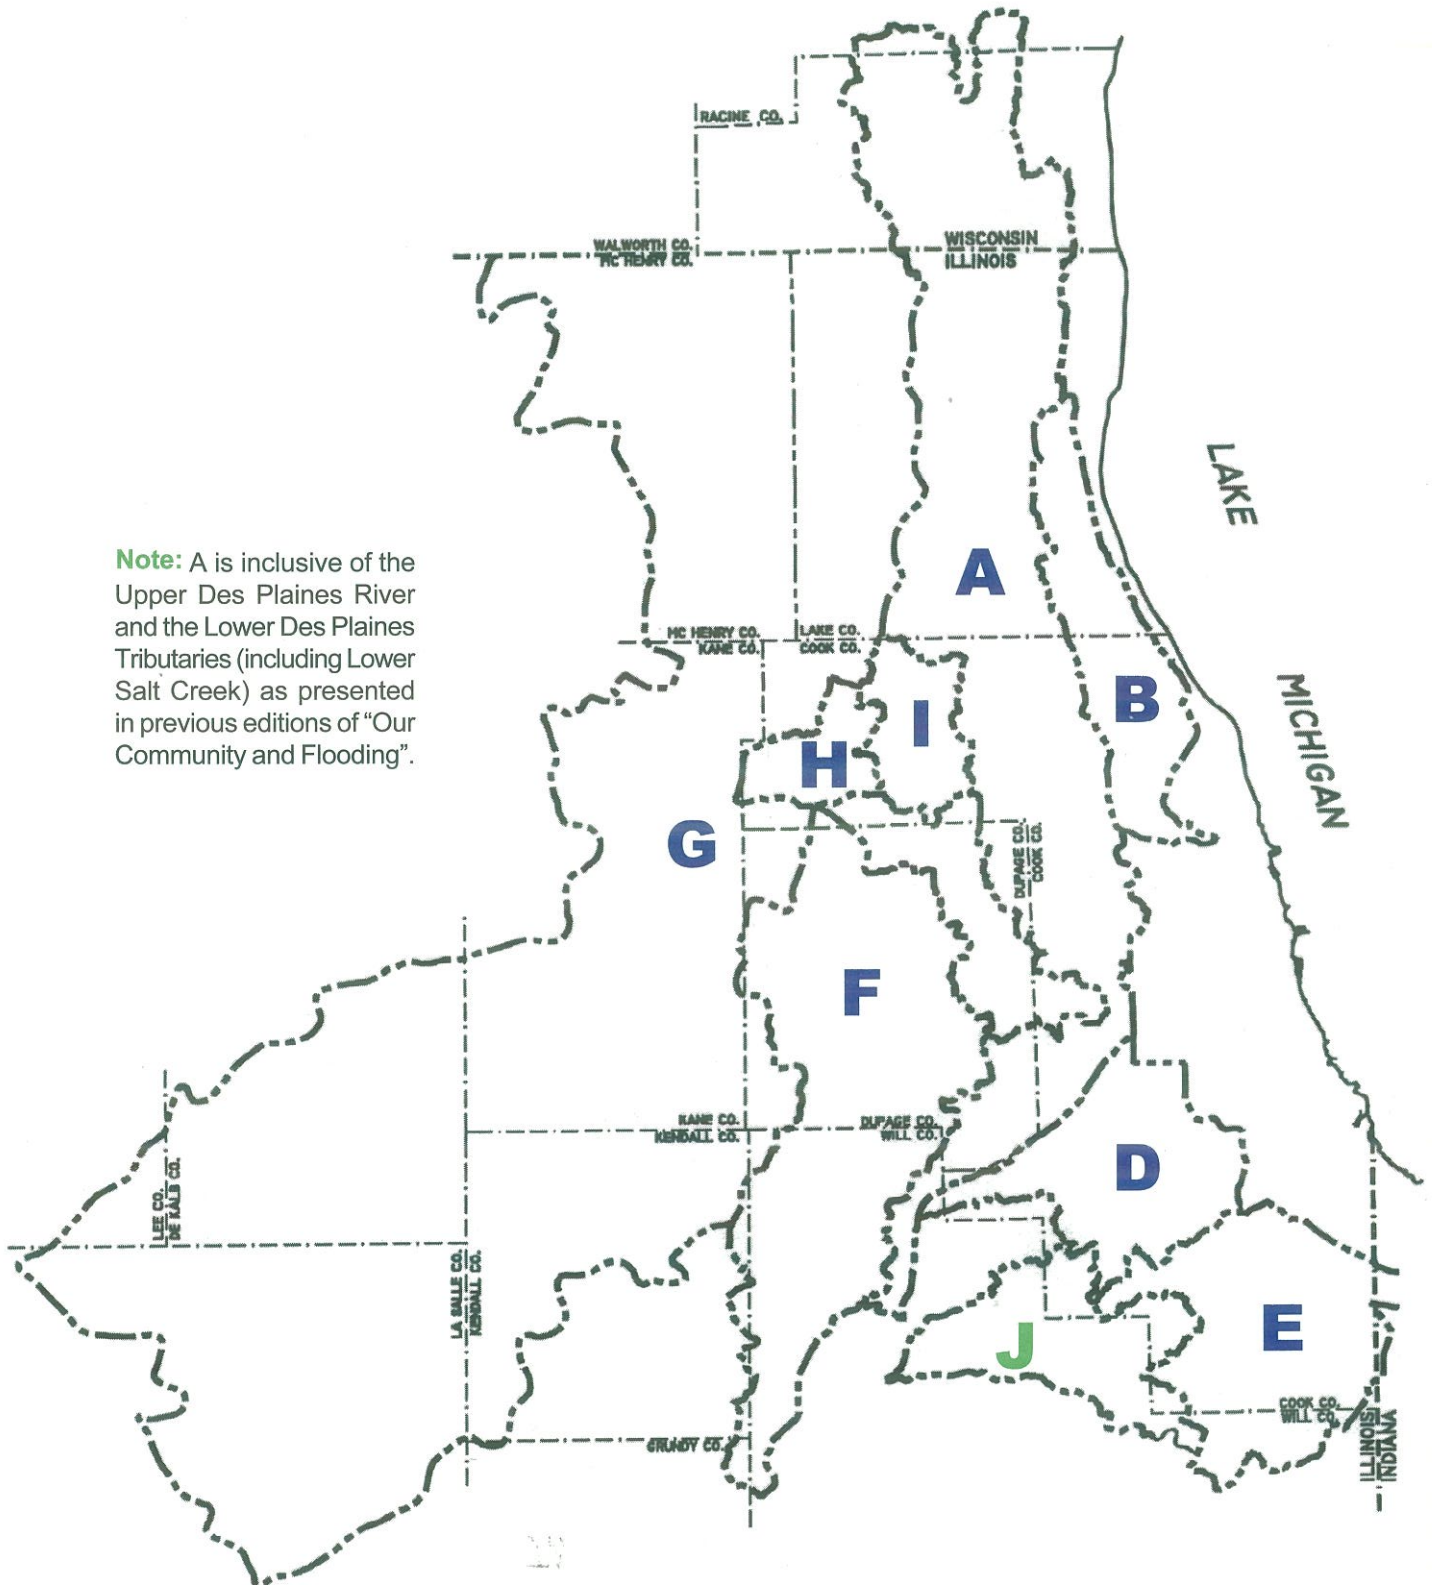 RACINE CO.
WALWORTH CO.
MC HENRY CO.
WISCONSIN
ILLINOIS
LAKE
Note: A is inclusive of the
Upper Des Plaines River
and the Lower Des Plaines
Tributaries (including Lower
Salt Creek) as presented
in previous editions of “Our
Community and Flooding”.
A
MC HENRY CO.
KANE CO.
LAKE CO.
COOK CO.
B
I
H
MICHIGAN
G
DUPAGE CO.
COOK CO.
F
KANE CO.
KENDALL CO.
DUPAGE CO.
WILL CO.
D
LEE CO.
DE KALB CO.
LA SALLE CO.
KENDALL CO.
E
J
COOK CO.
WILL CO.
GRUNDY CO.
ILLINOIS
INDIANA